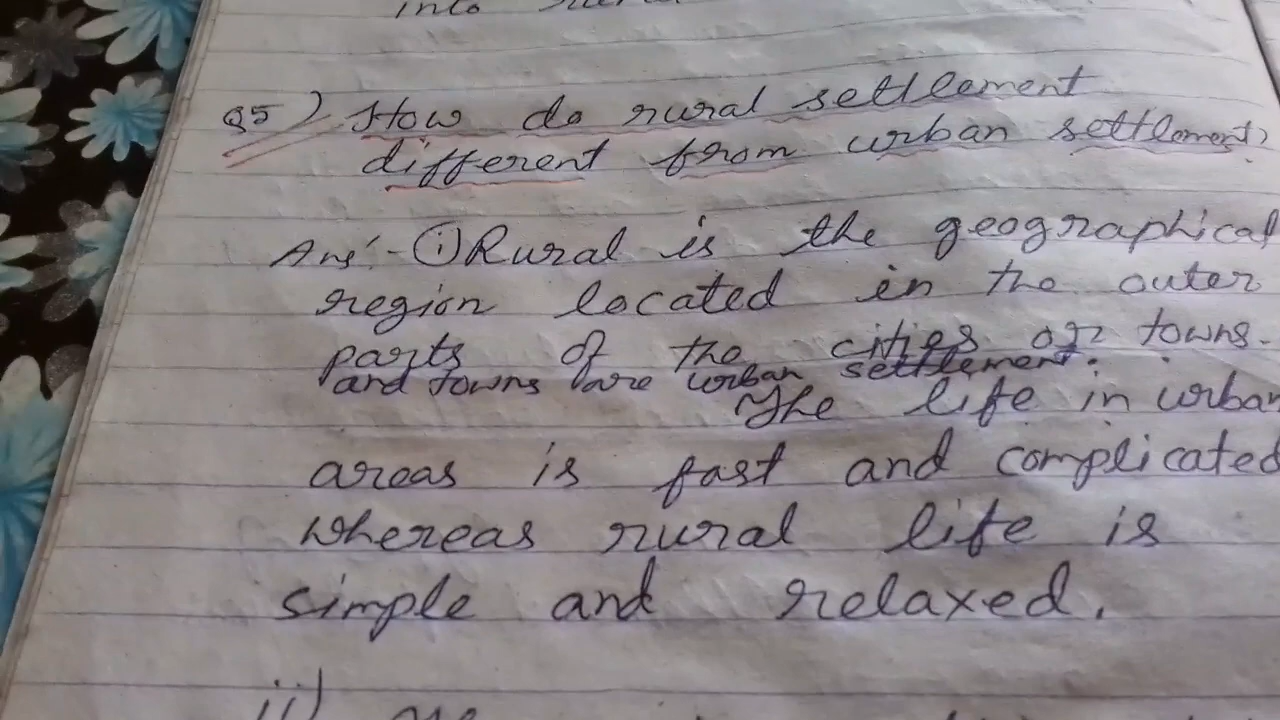 into
Q5) How do rural settlement
different from urban settlement?
Ans:- (i) Rural is the geographical
region located in the outer
parts of the cities or towns.
and towns are urban settlement.
The life in urban
areas is fast and complicated
whereas rural life is
simple and relaxed.
ii)